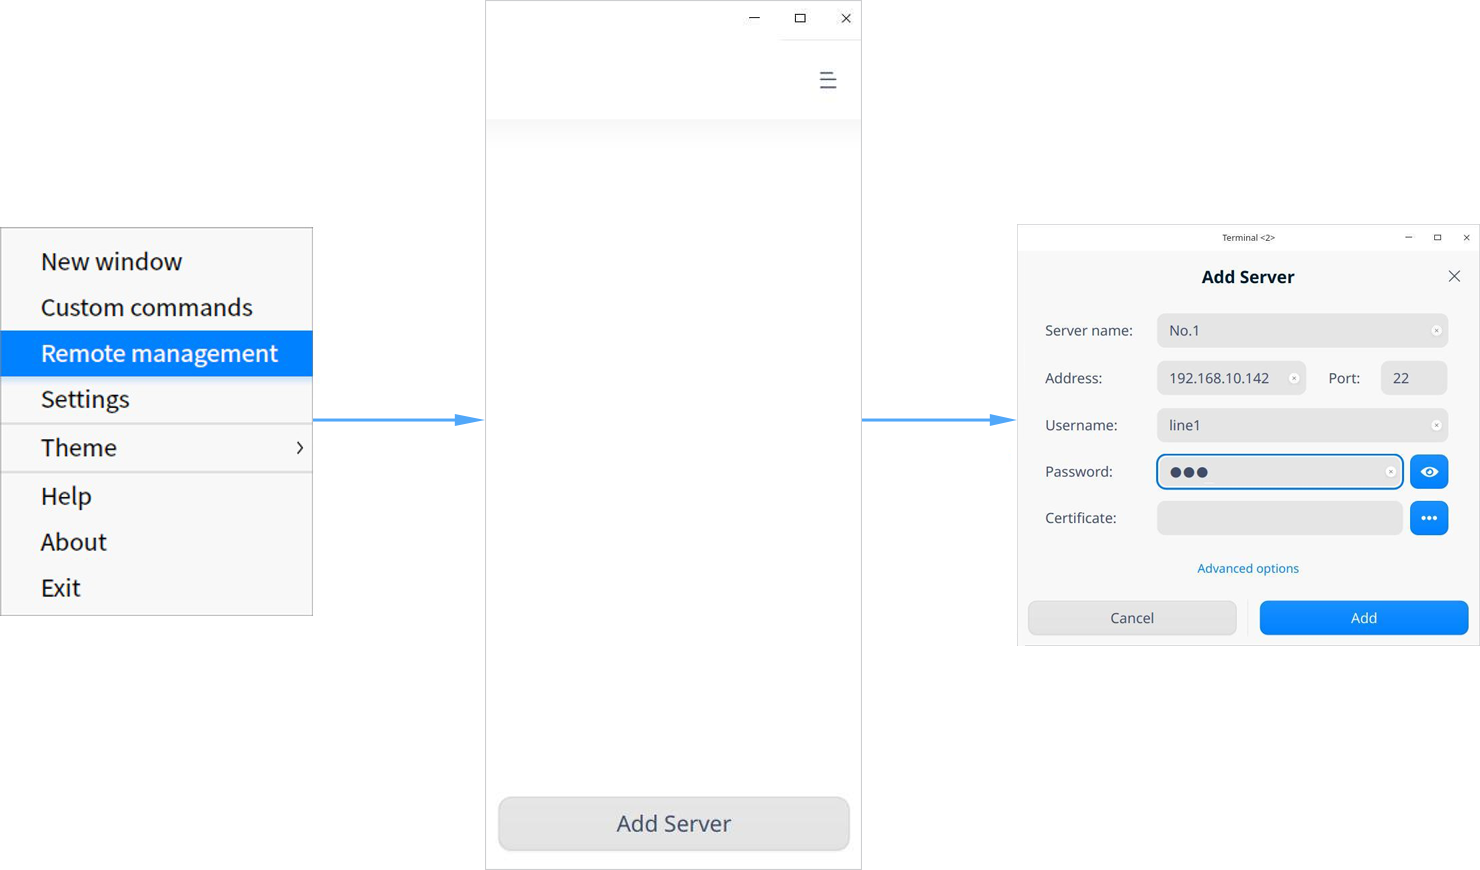 New window
Custom commands
Remote management
Settings
Theme
Help
About
Exit
Add Server
Terminal <2>
Add Server
Server name: No.1
Address: 192.168.10.142 Port: 22
Username: line1
Password: ●●●
Certificate:
Advanced options
Cancel Add